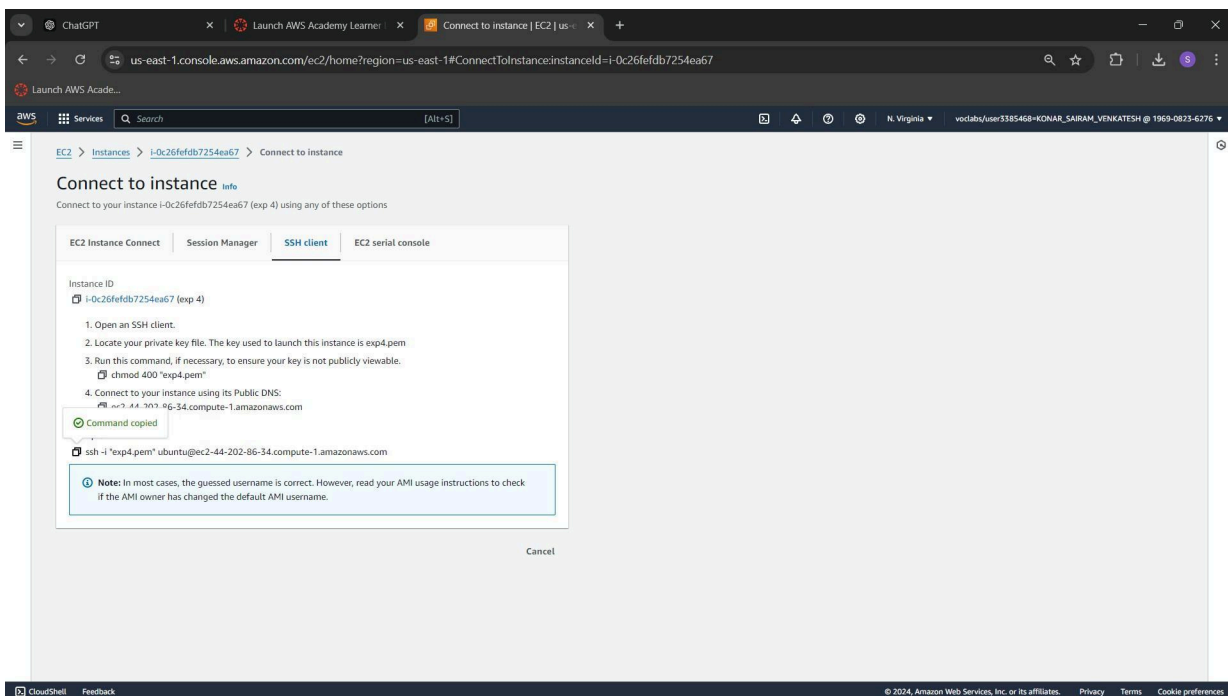 ChatGPT
Launch AWS Academy Learner
Connect to instance | EC2 | us-e
us-east-1.console.aws.amazon.com/ec2/home?region=us-east-1#ConnectToInstance:instanceId=i-0c26fefdb7254ea67
S
Launch AWS Acade...
aws Services Search [Alt+S] N. Virginia voclabs/user3385468=KONAR_SAIRAM_VENKATESH @ 1969-0823-6276
EC2 > Instances > i-0c26fefdb7254ea67 > Connect to instance
Connect to instance Info
Connect to your instance i-0c26fefdb7254ea67 (exp 4) using any of these options
EC2 Instance Connect Session Manager SSH client EC2 serial console
Instance ID
i-0c26fefdb7254ea67 (exp 4)
1. Open an SSH client.
2. Locate your private key file. The key used to launch this instance is exp4.pem
3. Run this command, if necessary, to ensure your key is not publicly viewable.
chmod 400 "exp4.pem"
4. Connect to your instance using its Public DNS:
ec2-44-202-86-34.compute-1.amazonaws.com
Command copied
ssh -i "exp4.pem" ubuntu@ec2-44-202-86-34.compute-1.amazonaws.com
Note: In most cases, the guessed username is correct. However, read your AMI usage instructions to check
if the AMI owner has changed the default AMI username.
Cancel
CloudShell Feedback © 2024, Amazon Web Services, Inc. or its affiliates. Privacy Terms Cookie preferences